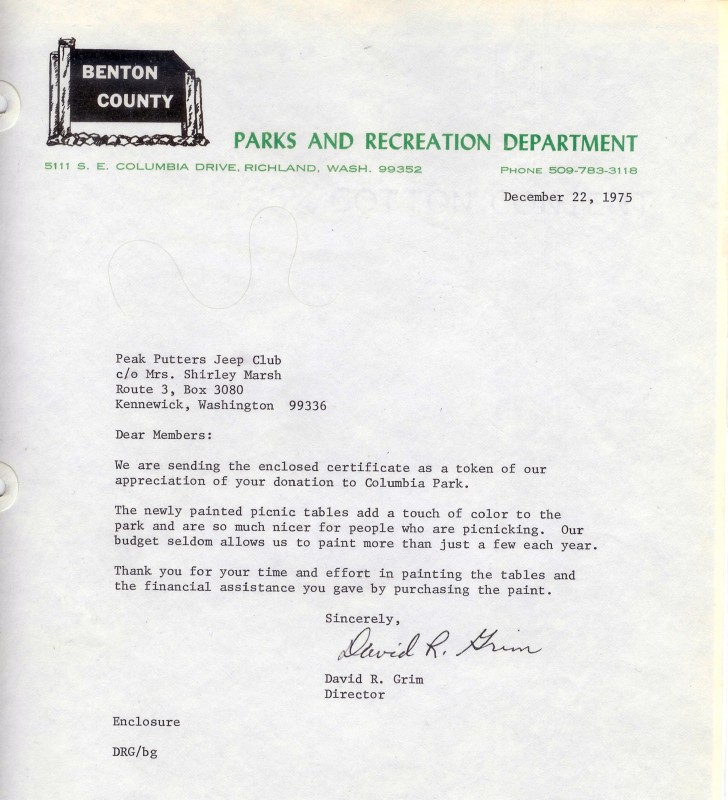 BENTON
COUNTY
PARKS AND RECREATION DEPARTMENT
5111 S. E. COLUMBIA DRIVE, RICHLAND, WASH. 99352 PHONE 509-783-3118
December 22, 1975
Peak Putters Jeep Club
c/o Mrs. Shirley Marsh
Route 3, Box 3080
Kennewick, Washington 99336
Dear Members:
We are sending the enclosed certificate as a token of our
appreciation of your donation to Columbia Park.
The newly painted picnic tables add a touch of color to the
park and are so much nicer for people who are picnicking. Our
budget seldom allows us to paint more than just a few each year.
Thank you for your time and effort in painting the tables and
the financial assistance you gave by purchasing the paint.
Sincerely,
David R. Grim
David R. Grim
Director
Enclosure
DRG/bg